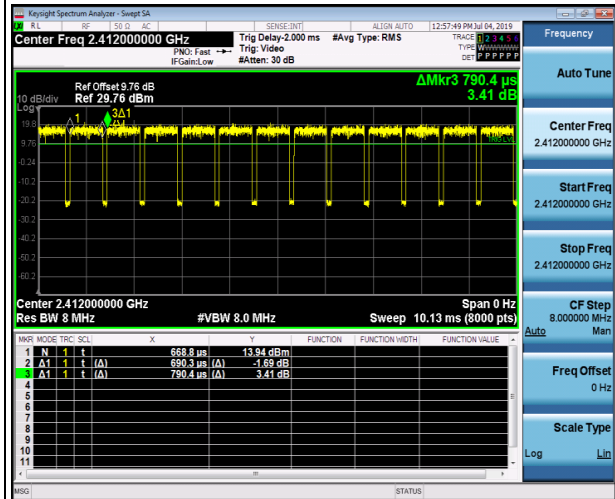 Keysight Spectrum Analyzer - Swept SA
RL RF 50 Ω AC SENSE:INT ALIGN AUTO 12:57:49 PM Jul 04, 2019
Center Freq 2.412000000 GHz
PNO: Fast
IFGain:Low
Trig Delay-2.000 ms
Trig: Video
#Atten: 30 dB
#Avg Type: RMS
TRACE 1 2 3 4 5 6
TYPE WWWWWW
DET P P P P P P
Frequency
Auto Tune
Center Freq
2.412000000 GHz
Start Freq
2.412000000 GHz
Stop Freq
2.412000000 GHz
CF Step
8.000000 MHz
Auto Man
Freq Offset
0 Hz
Scale Type
Log Lin
ΔMkr3 790.4 µs
3.41 dB
Ref Offset 9.76 dB
Ref 29.76 dBm
10 dB/div
Log
1
3Δ1
19.8
9.76
TRIG LVL
-0.24
-10.2
-20.2
-30.2
-40.2
-50.2
-60.2
Center 2.412000000 GHz Span 0 Hz
Res BW 8 MHz #VBW 8.0 MHz Sweep 10.13 ms (8000 pts)
MKR MODE TRC SCL X Y FUNCTION FUNCTION WIDTH FUNCTION VALUE
1 N 1 t 668.8 µs 13.94 dBm
2 Δ1 1 t (Δ) 690.3 µs (Δ) -1.69 dB
3 Δ1 1 t (Δ) 790.4 µs (Δ) 3.41 dB
4
5
6
7
8
9
10
11
MSG STATUS